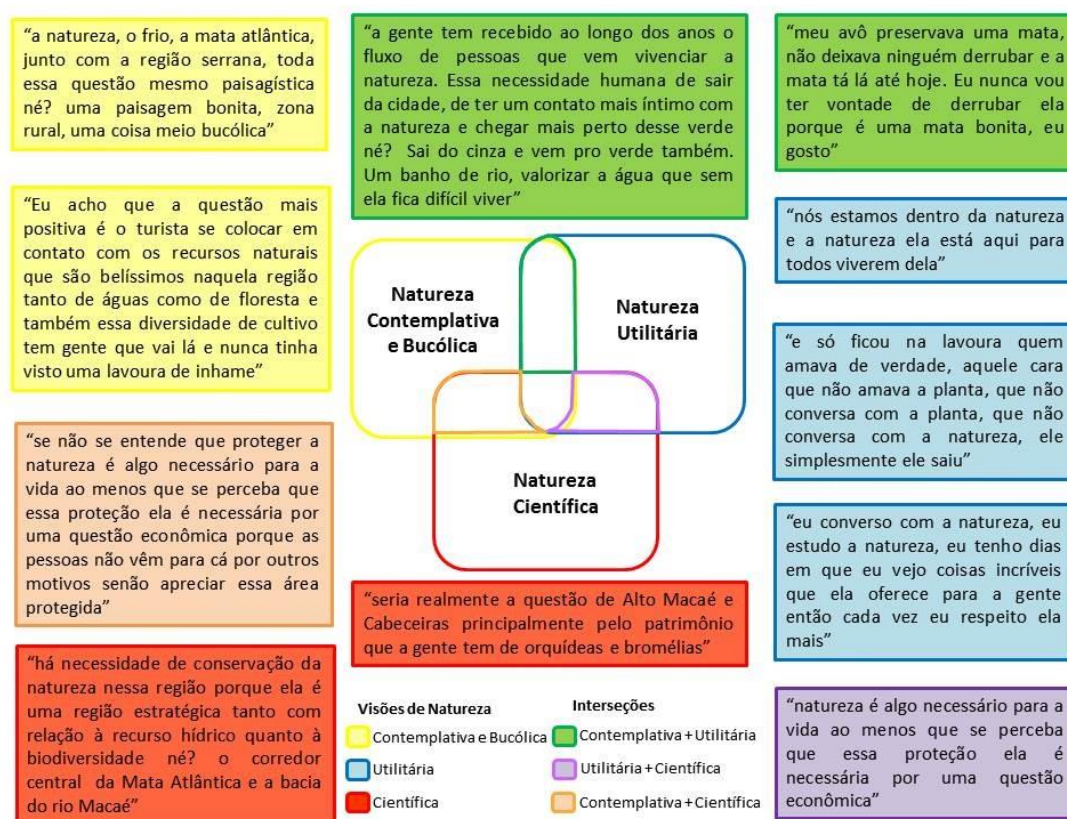 “a natureza, o frio, a mata atlântica,
junto com a região serrana, toda
essa questão mesmo paisagística
né? uma paisagem bonita, zona
rural, uma coisa meio bucólica”
“Eu acho que a questão mais
positiva é o turista se colocar em
contato com os recursos naturais
que são belíssimos naquela região
tanto de águas como de floresta e
também essa diversidade de cultivo
tem gente que vai lá e nunca tinha
visto uma lavoura de inhame”
“se não se entende que proteger a
natureza é algo necessário para a
vida ao menos que se perceba que
essa proteção ela é necessária por
uma questão econômica porque as
pessoas não vêm para cá por outros
motivos senão apreciar essa área
protegida”
“há necessidade de conservação da
natureza nessa região porque ela é
uma região estratégica tanto com
relação à recurso hídrico quanto à
biodiversidade né? o corredor
central da Mata Atlântica e a bacia
do rio Macaé”
“a gente tem recebido ao longo dos anos o
fluxo de pessoas que vem vivenciar a
natureza. Essa necessidade humana de sair
da cidade, de ter um contato mais íntimo com
a natureza e chegar mais perto desse verde
né? Sai do cinza e vem pro verde também.
Um banho de rio, valorizar a água que sem
ela fica difícil viver”
Natureza
Contemplativa
e Bucólica
Natureza
Utilitária
Natureza
Científica
“seria realmente a questão de Alto Macaé e
Cabeceiras principalmente pelo patrimônio
que a gente tem de orquídeas e bromélias”
Visões de Natureza
Contemplativa e Bucólica
Utilitária
Científica
Interseções
Contemplativa + Utilitária
Utilitária + Científica
Contemplativa + Científica
“meu avô preservava uma mata,
não deixava ninguém derrubar e a
mata tá lá até hoje. Eu nunca vou
ter vontade de derrubar ela
porque é uma mata bonita, eu
gosto”
“nós estamos dentro da natureza
e a natureza ela está aqui para
todos viverem dela”
“e só ficou na lavoura quem
amava de verdade, aquele cara
que não amava a planta, que não
conversa com a planta, que não
conversa com a natureza, ele
simplesmente ele saiu”
“eu converso com a natureza, eu
estudo a natureza, eu tenho dias
em que eu vejo coisas incríveis
que ela oferece para a gente
então cada vez eu respeito ela
mais”
“natureza é algo necessário para a
vida ao menos que se perceba
que essa proteção ela é
necessária por uma questão
econômica”